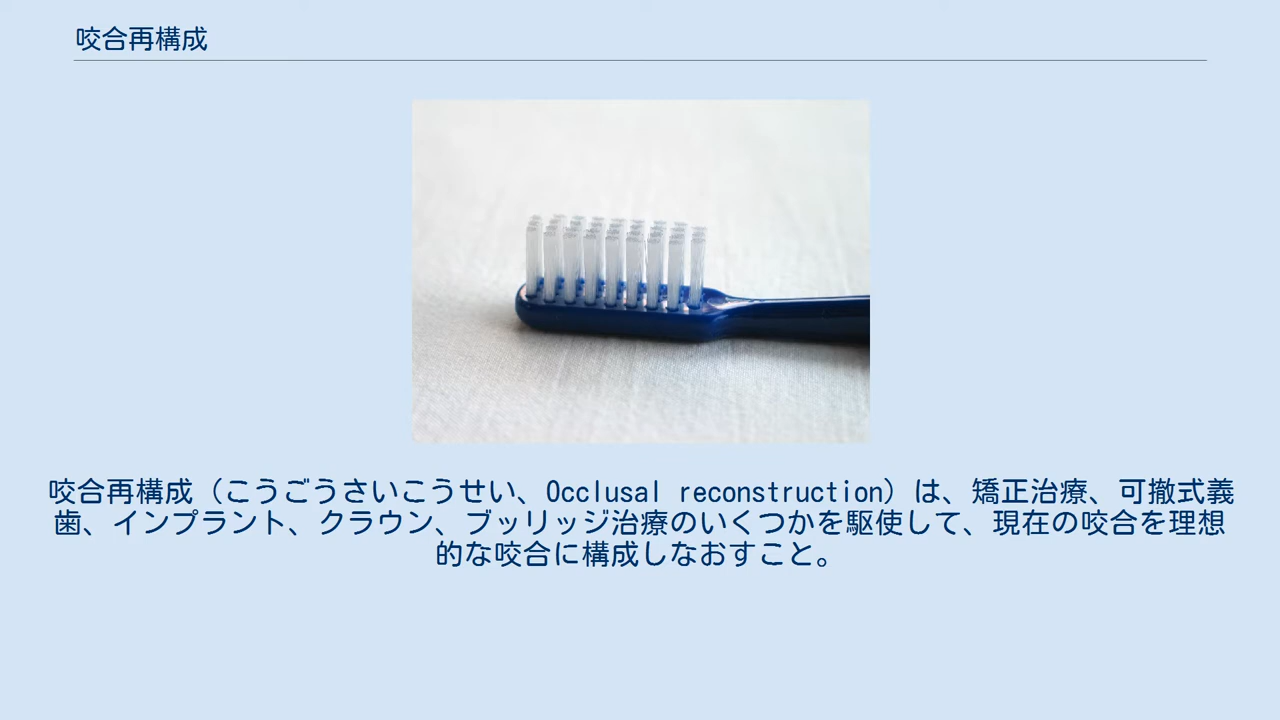 咬合再構成
咬合再構成（こうごうさいこうせい、Occlusal reconstruction）は、矯正治療、可撤式義
歯、インプラント、クラウン、ブッリッジ治療のいくつかを駆使して、現在の咬合を理想
的な咬合に構成しなおすこと。